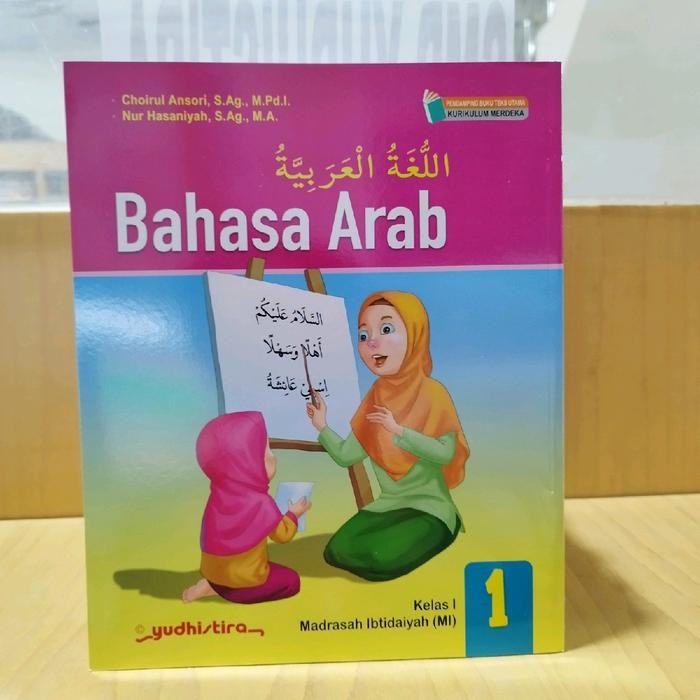 Choirul Ansori, S.Ag., M.Pd.I.
Nur Hasaniyah, S.Ag., M.A.
PENDAMPING BUKU TEKS UTAMA
KURIKULUM MERDEKA
اللُّغَةُ الْعَرَبِيَّةُ
Bahasa Arab
السَّلَامُ عَلَيْكُمْ
أَهْلًا وَسَهْلًا
اِسْمِيْ عَائِشَةُ
Kelas I
Madrasah Ibtidaiyah (MI)
1
© yudhistira